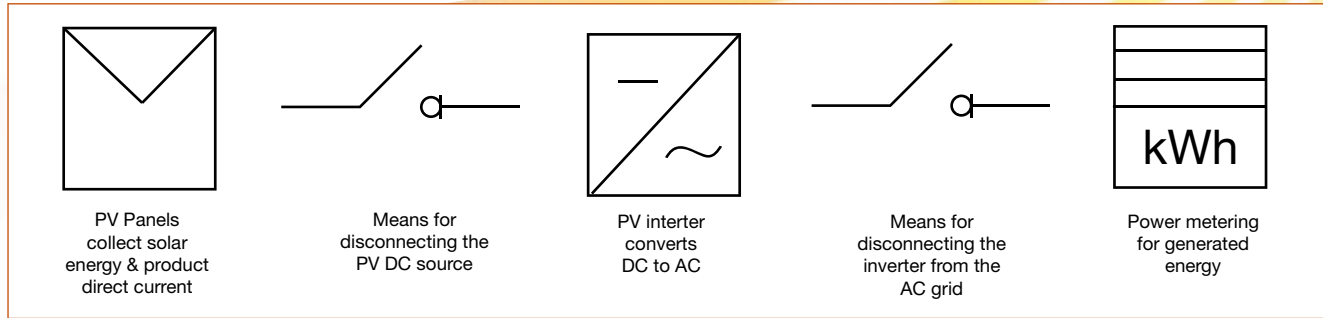 kWh
PV Panels
collect solar
energy & product
direct current
Means for
disconnecting the
PV DC source
PV interter
converts
DC to AC
Means for
disconnecting the
inverter from the
AC grid
Power metering
for generated
energy